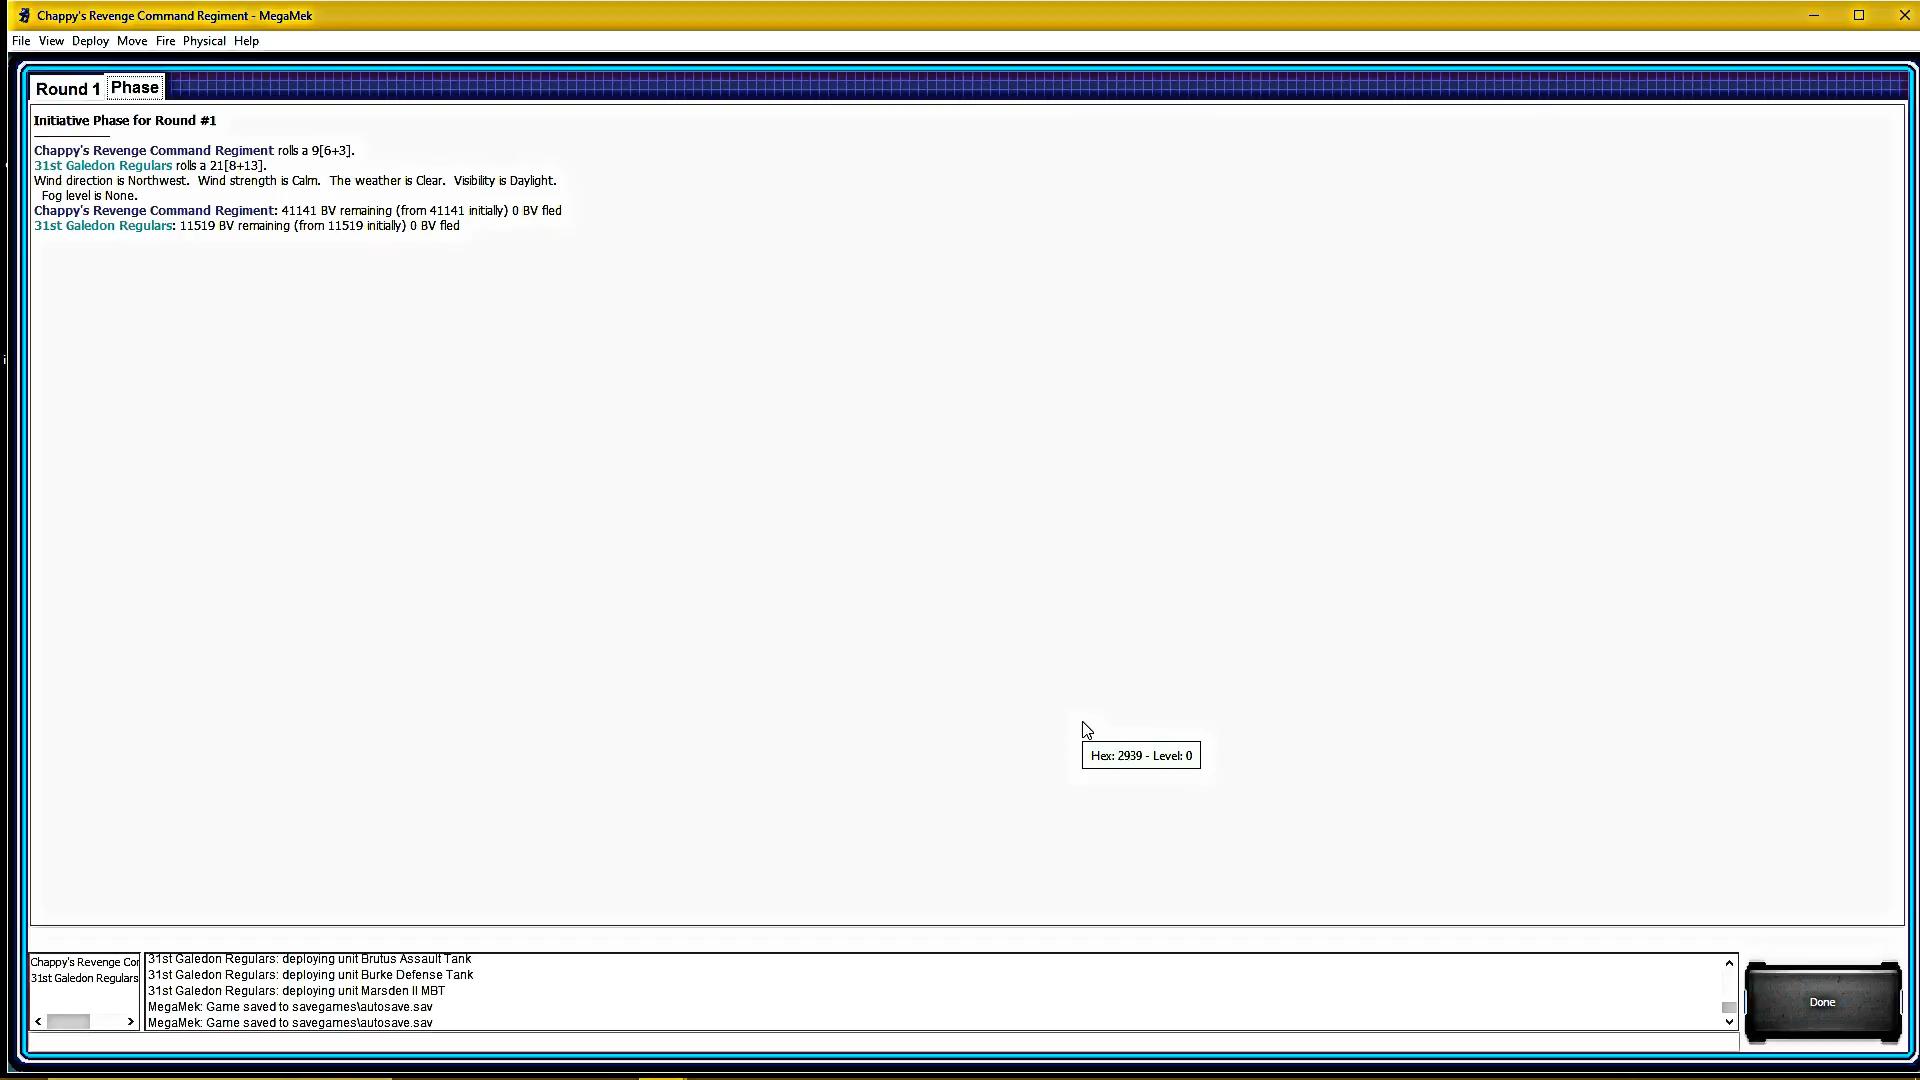 Chappy's Revenge Command Regiment - MegaMek
File View Deploy Move Fire Physical Help
Round 1 Phase
Initiative Phase for Round #1
Chappy's Revenge Command Regiment rolls a 9[6+3].
31st Galedon Regulars rolls a 21[8+13].
Wind direction is Northwest. Wind strength is Calm. The weather is Clear. Visibility is Daylight.
Fog level is None.
Chappy's Revenge Command Regiment: 41141 BV remaining (from 41141 initially) 0 BV fled
31st Galedon Regulars: 11519 BV remaining (from 11519 initially) 0 BV fled
Hex: 2939 - Level: 0
Chappy's Revenge Cor
31st Galedon Regulars
31st Galedon Regulars: deploying unit Brutus Assault Tank
31st Galedon Regulars: deploying unit Burke Defense Tank
31st Galedon Regulars: deploying unit Marsden II MBT
MegaMek: Game saved to savegames\autosave.sav
MegaMek: Game saved to savegames\autosave.sav
Done